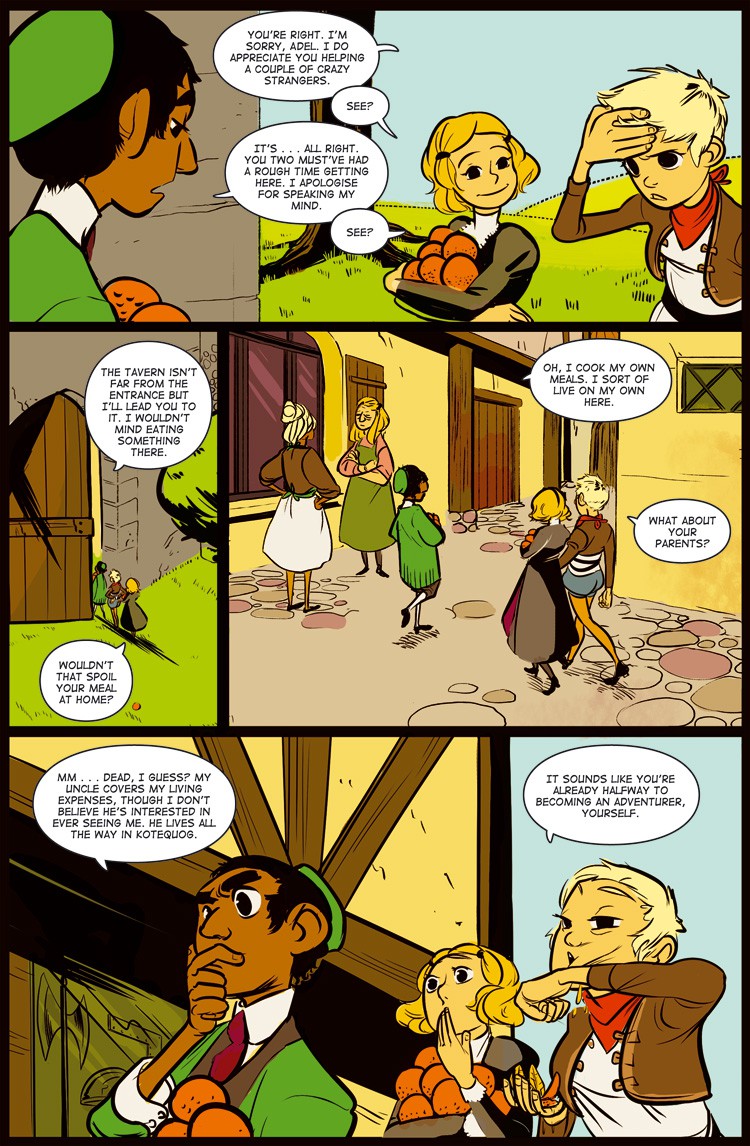 YOU'RE RIGHT. I'M
SORRY, ADEL. I DO
APPRECIATE YOU HELPING
A COUPLE OF CRAZY
STRANGERS.
SEE?
IT'S . . . ALL RIGHT.
YOU TWO MUST'VE HAD
A ROUGH TIME GETTING
HERE. I APOLOGISE
FOR SPEAKING MY
MIND.
SEE?
THE TAVERN ISN'T
FAR FROM THE
ENTRANCE BUT
I'LL LEAD YOU TO
IT. I WOULDN'T
MIND EATING
SOMETHING
THERE.
WOULDN'T
THAT SPOIL
YOUR MEAL
AT HOME?
OH, I COOK MY OWN
MEALS. I SORT OF
LIVE ON MY OWN
HERE.
WHAT ABOUT
YOUR
PARENTS?
MM . . . DEAD, I GUESS? MY
UNCLE COVERS MY LIVING
EXPENSES, THOUGH I DON'T
BELIEVE HE'S INTERESTED IN
EVER SEEING ME. HE LIVES ALL
THE WAY IN KOTEQUOG.
IT SOUNDS LIKE YOU'RE
ALREADY HALFWAY TO
BECOMING AN ADVENTURER,
YOURSELF.